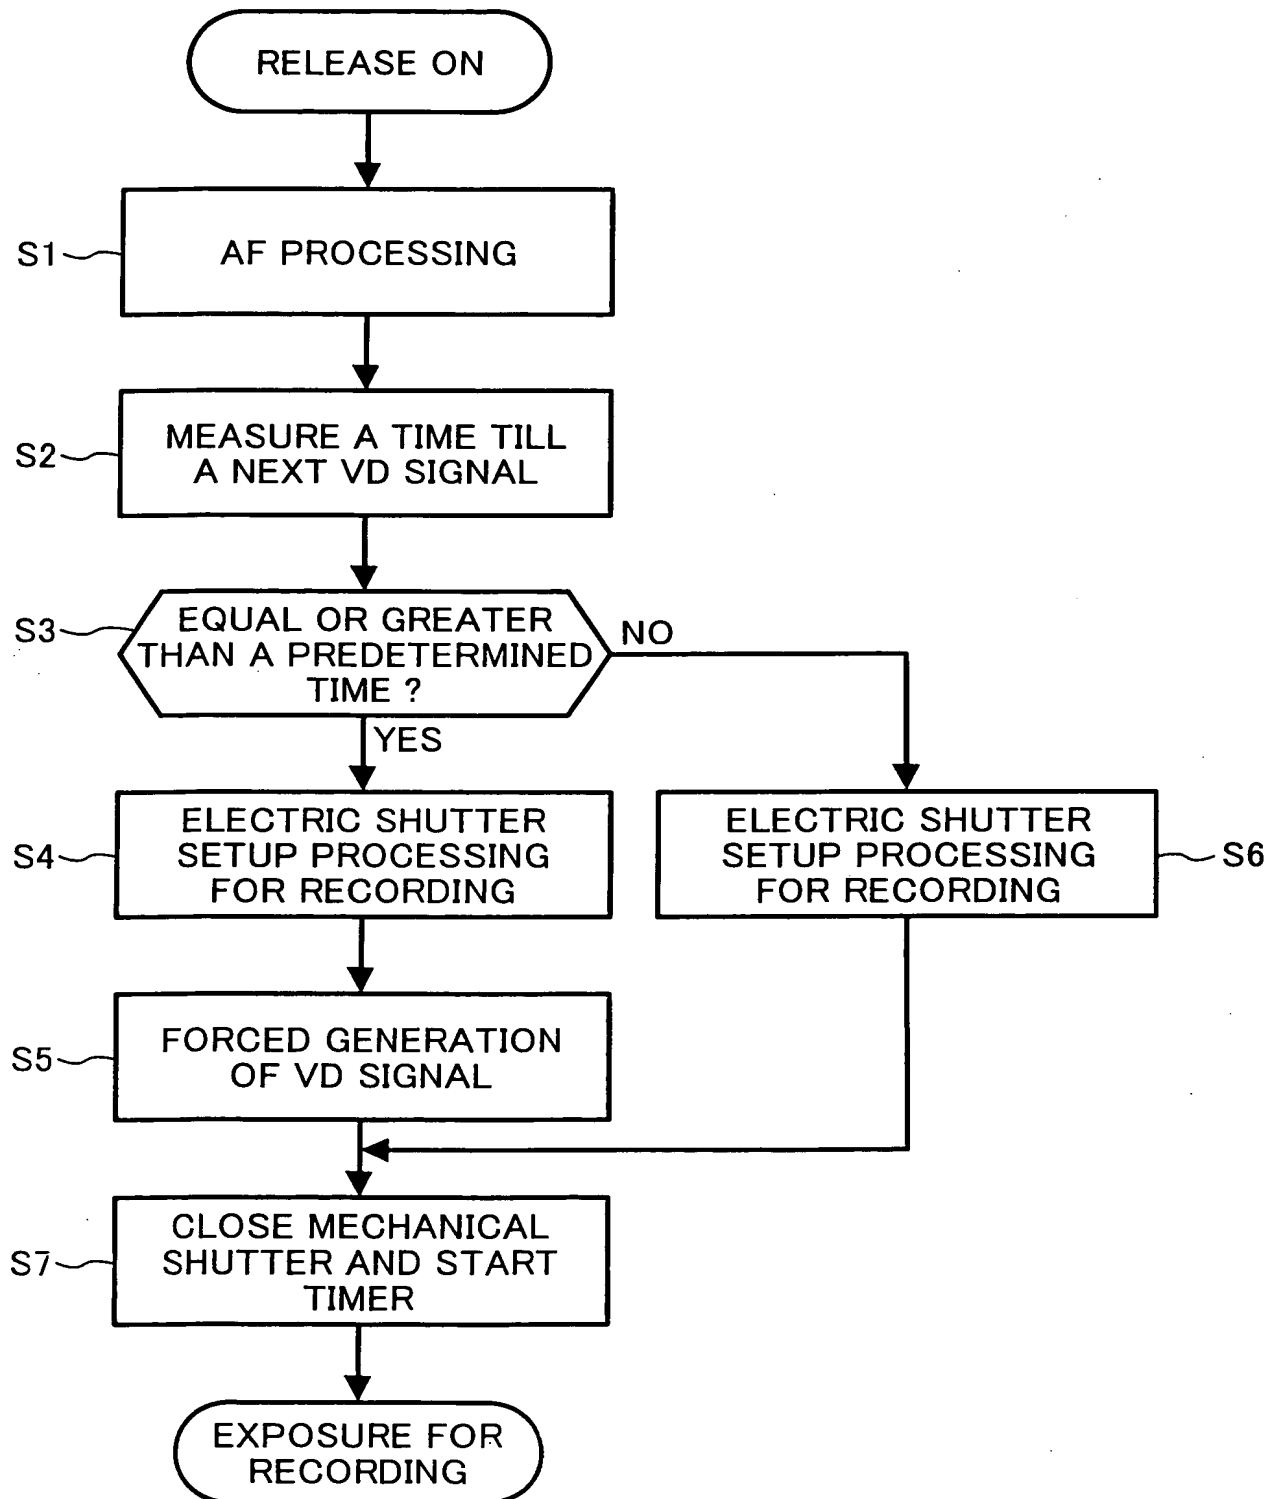 RELEASE ON
S1
AF PROCESSING
S2
MEASURE A TIME TILL
A NEXT VD SIGNAL
S3
EQUAL OR GREATER
THAN A PREDETERMINED
TIME ?
NO
YES
S4
ELECTRIC SHUTTER
SETUP PROCESSING
FOR RECORDING
ELECTRIC SHUTTER
SETUP PROCESSING
FOR RECORDING
S6
S5
FORCED GENERATION
OF VD SIGNAL
S7
CLOSE MECHANICAL
SHUTTER AND START
TIMER
EXPOSURE FOR
RECORDING